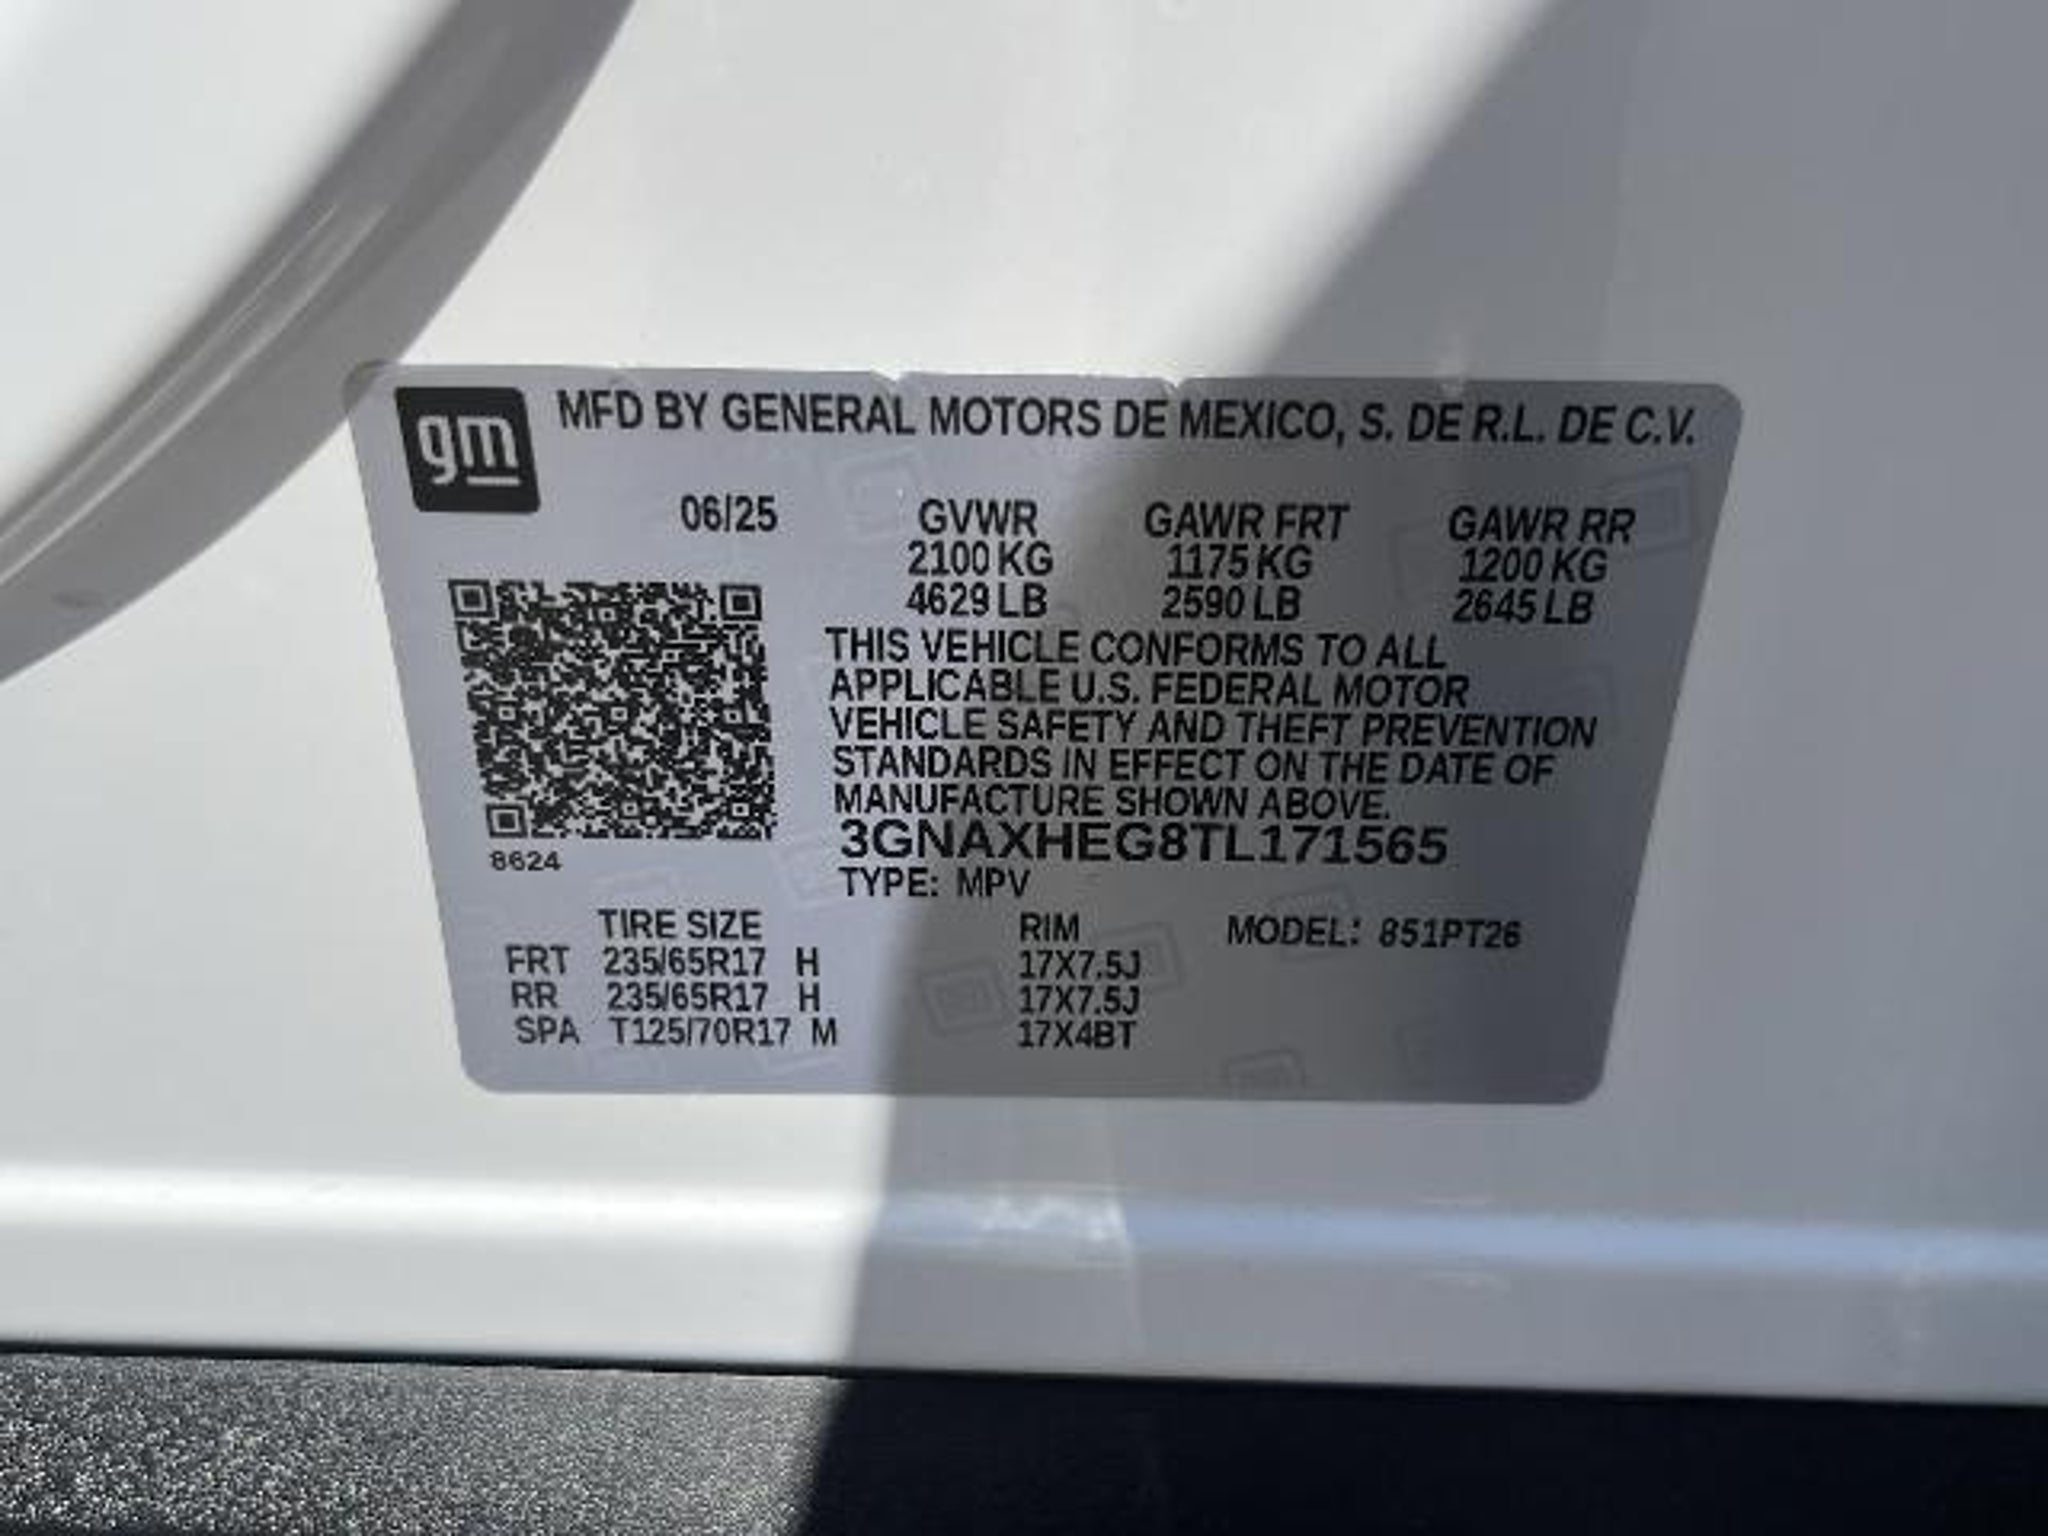 gm
MFD BY GENERAL MOTORS DE MEXICO, S. DE R.L. DE C.V.
06/25 GVWR GAWR FRT GAWR RR
2100 KG 1175 KG 1200 KG
4629 LB 2590 LB 2645 LB
THIS VEHICLE CONFORMS TO ALL
APPLICABLE U.S. FEDERAL MOTOR
VEHICLE SAFETY AND THEFT PREVENTION
STANDARDS IN EFFECT ON THE DATE OF
MANUFACTURE SHOWN ABOVE.
3GNAXHEG8TL171565
8624
TYPE: MPV
TIRE SIZE RIM MODEL: 851PT26
FRT 235/65R17 H 17X7.5J
RR 235/65R17 H 17X7.5J
SPA T125/70R17 M 17X4BT